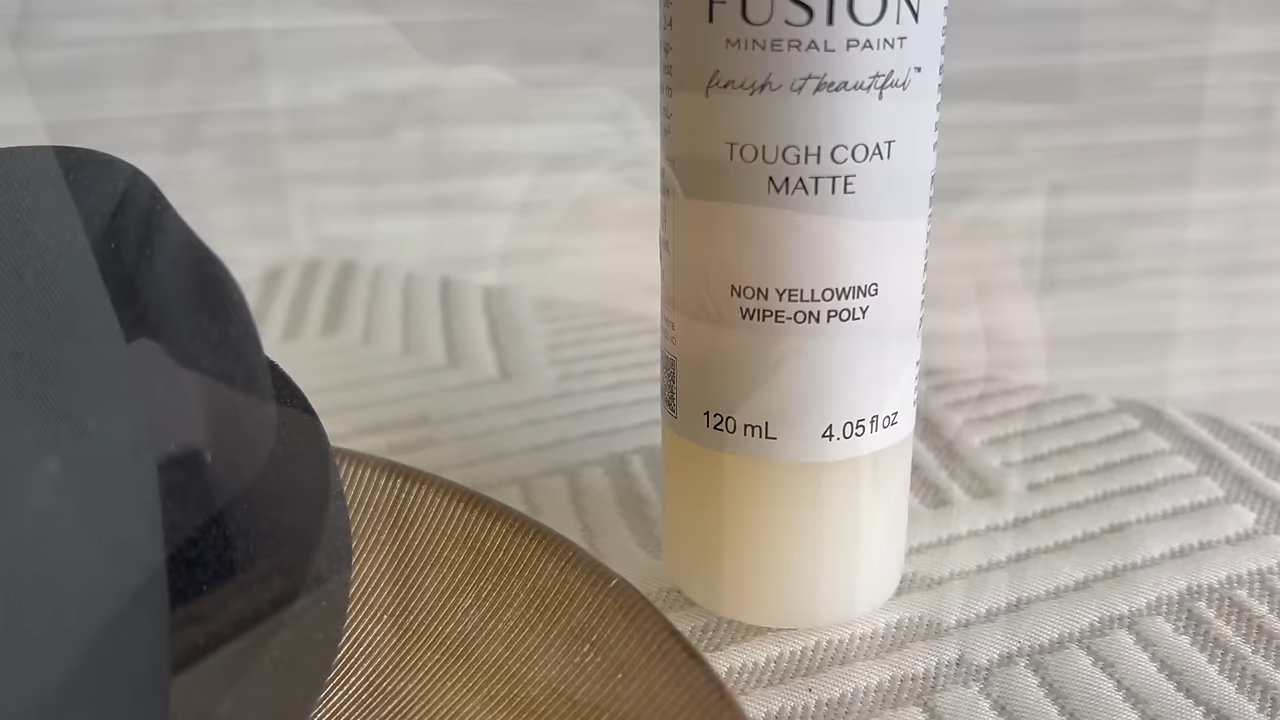 FUSION
MINERAL PAINT
finish it beautiful™
TOUGH COAT
MATTE
NON YELLOWING
WIPE-ON POLY
120 mL 4.05 fl oz